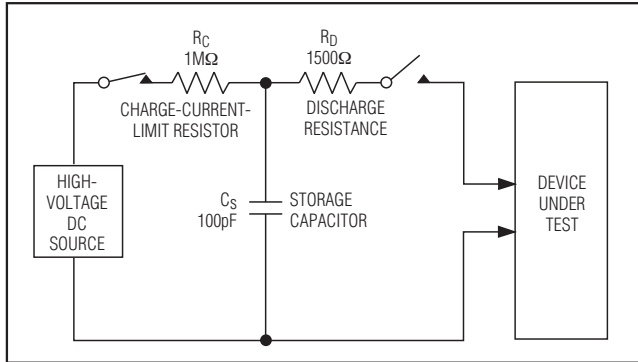 R_C
1MΩ
CHARGE-CURRENT-
LIMIT RESISTOR
R_D
1500Ω
DISCHARGE
RESISTANCE
HIGH-
VOLTAGE
DC
SOURCE
C_S
100pF
STORAGE
CAPACITOR
DEVICE
UNDER
TEST